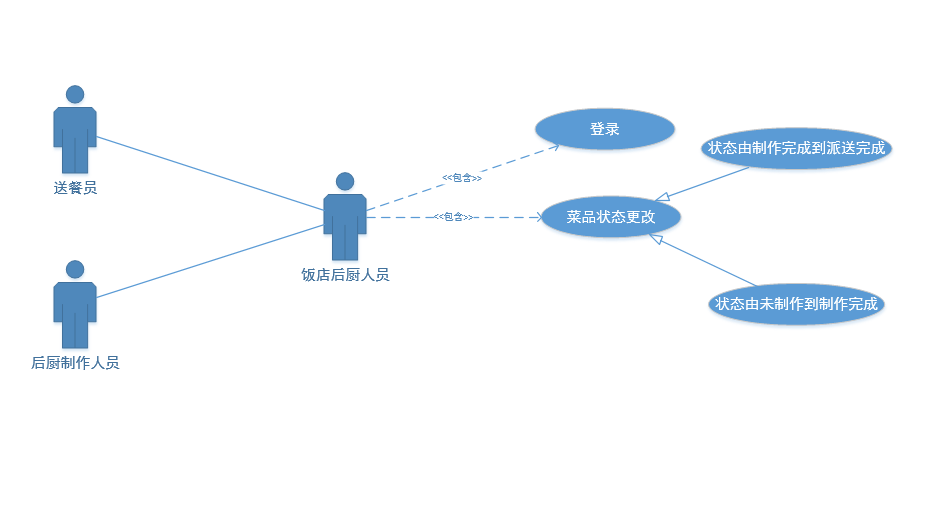 登录
状态由制作完成到派送完成
<<包含>>
送餐员
<<包含>>
菜品状态更改
饭店后厨人员
状态由未制作到制作完成
后厨制作人员